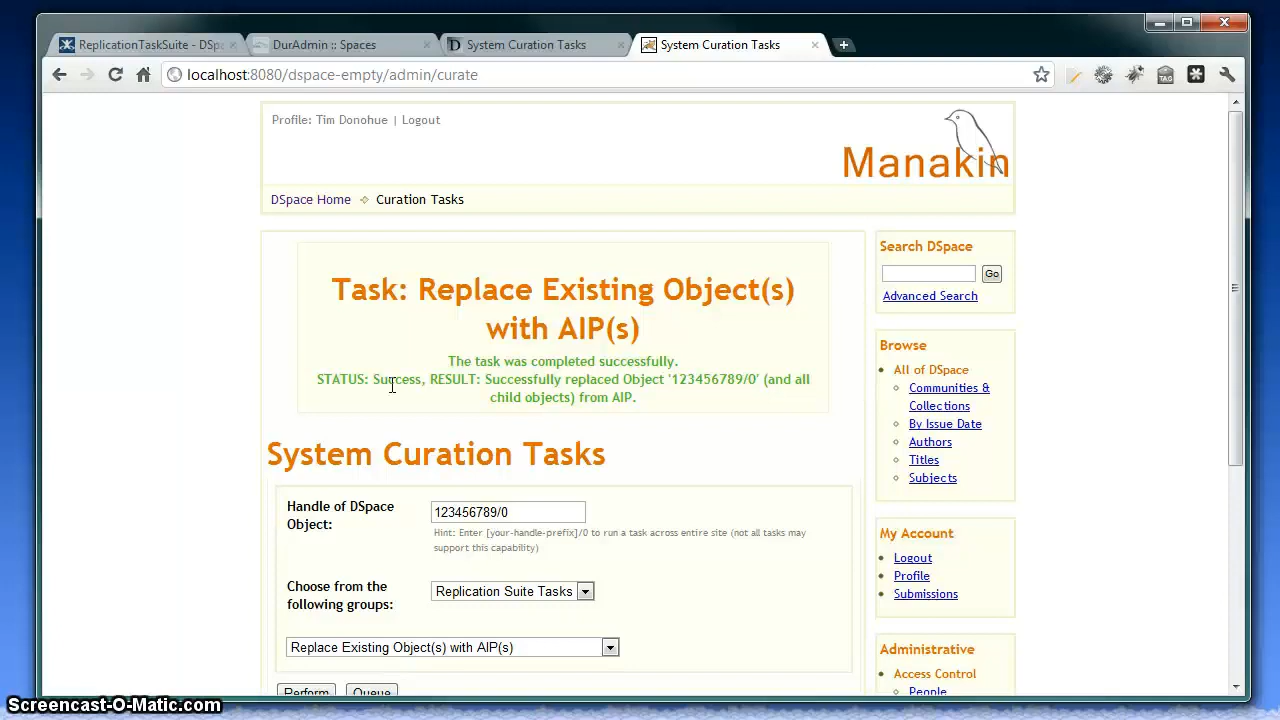 ReplicationTaskSuite - DSp
DurAdmin :: Spaces
System Curation Tasks
System Curation Tasks
localhost:8080/dspace-empty/admin/curate
TAG
Profile: Tim Donohue | Logout
Manakin
DSpace Home
Curation Tasks
Task: Replace Existing Object(s)
with AIP(s)
The task was completed successfully.
STATUS: Success, RESULT: Successfully replaced Object '123456789/0' (and all
child objects) from AIP.
System Curation Tasks
Handle of DSpace
Object:
123456789/0
Hint: Enter [your-handle-prefix]/0 to run a task across entire site (not all tasks may
support this capability)
Choose from the
following groups:
Replication Suite Tasks
Replace Existing Object(s) with AIP(s)
Perform
Queue
Search DSpace
Go
Advanced Search
Browse
All of DSpace
Communities &
Collections
By Issue Date
Authors
Titles
Subjects
My Account
Logout
Profile
Submissions
Administrative
Access Control
People
Screencast-O-Matic.com